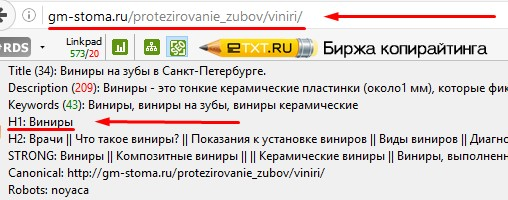 gm-stoma.ru/protezirovanie_zubov/viniri/
RDS
Linkpad
573/20
ETXT.RU Биржа копирайтинга
Title (34): Виниры на зубы в Санкт-Петербурге.
Description (209): Виниры - это тонкие керамические пластинки (около1 мм), которые фик
Keywords (43): Виниры, виниры на зубы, виниры керамические
H1: Виниры
H2: Врачи || Что такое виниры? || Показания к установке виниров || Виды виниров || Диагно
STRONG: Виниры || Композитные виниры || || Керамические виниры || Виниры, выполнен
Canonical: http://gm-stoma.ru/protezirovanie_zubov/viniri/
Robots: noyaca